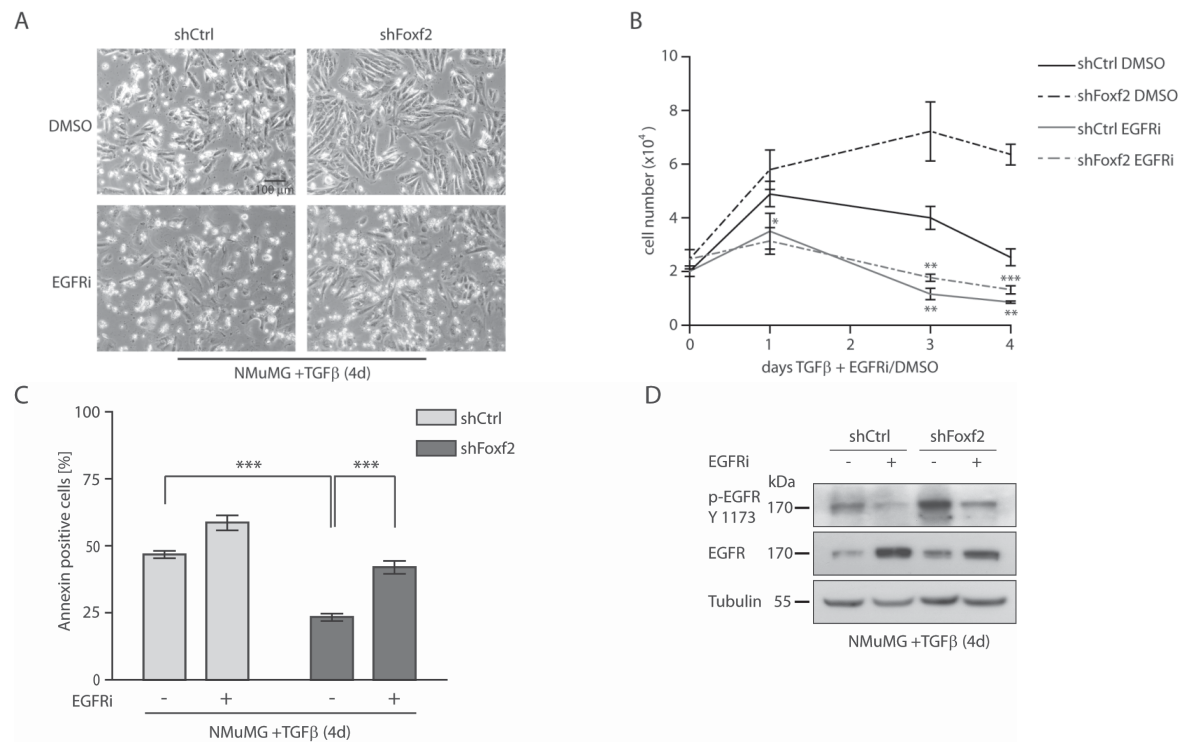 A
shCtrl
shFoxf2
DMSO
100 μm
EGFRi
NMuMG +TGFβ (4d)
B
10
8
6
4
2
0
cell number (x10⁴)
0
1
2
3
4
days TGFβ + EGFRi/DMSO
*
**
**
***
**
shCtrl DMSO
shFoxf2 DMSO
shCtrl EGFRi
shFoxf2 EGFRi
C
100
75
50
25
0
Annexin positive cells [%]
***
***
shCtrl
shFoxf2
EGFRi - + - +
NMuMG +TGFβ (4d)
D
shCtrl shFoxf2
EGFRi - + - +
kDa
p-EGFR
Y 1173
170
EGFR 170
Tubulin 55
NMuMG +TGFβ (4d)